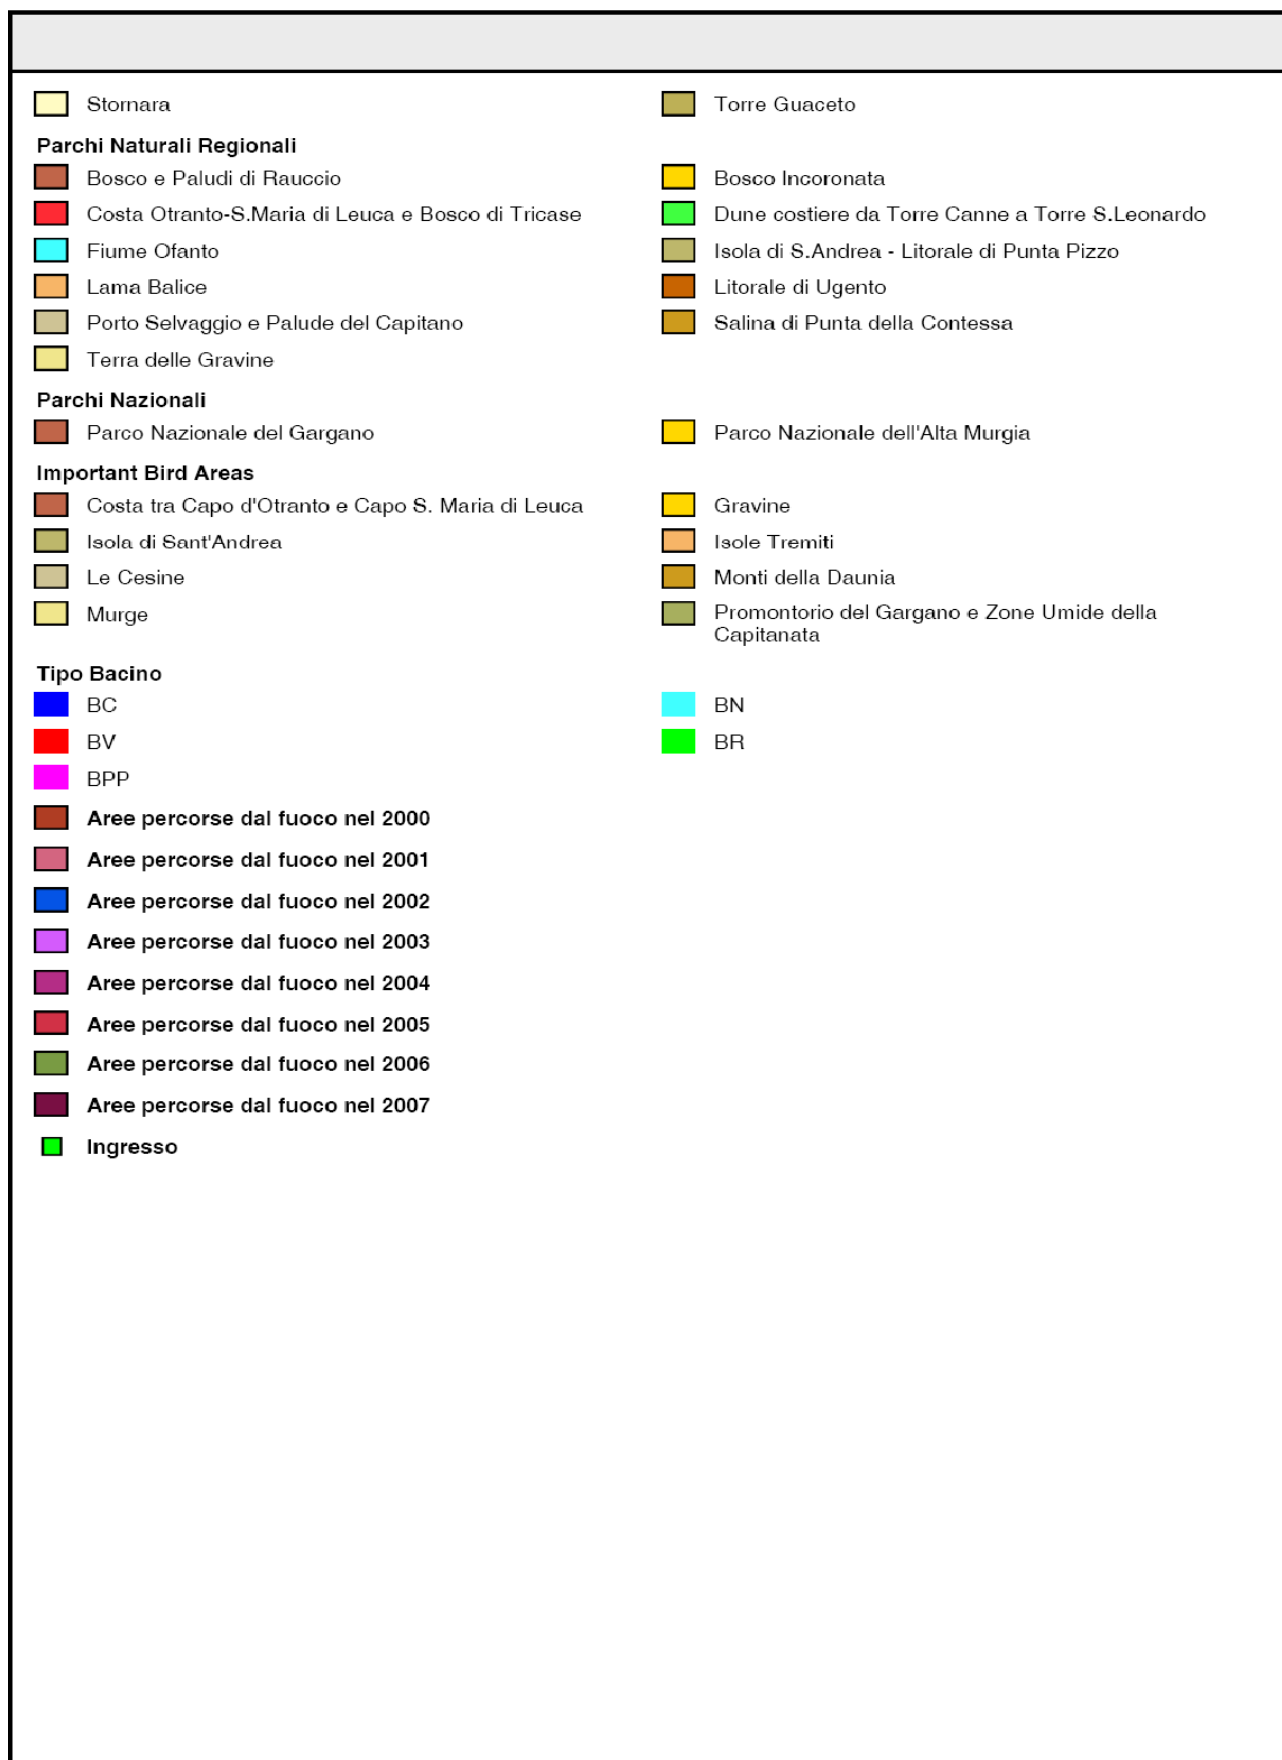 Stornara
Torre Guaceto
Parchi Naturali Regionali
Bosco e Paludi di Rauccio
Bosco Incoronata
Costa Otranto-S.Maria di Leuca e Bosco di Tricase
Dune costiere da Torre Canne a Torre S.Leonardo
Fiume Ofanto
Isola di S.Andrea - Litorale di Punta Pizzo
Lama Balice
Litorale di Ugento
Porto Selvaggio e Palude del Capitano
Salina di Punta della Contessa
Terra delle Gravine
Parchi Nazionali
Parco Nazionale del Gargano
Parco Nazionale dell'Alta Murgia
Important Bird Areas
Costa tra Capo d'Otranto e Capo S. Maria di Leuca
Gravine
Isola di Sant'Andrea
Isole Tremiti
Le Cesine
Monti della Daunia
Murge
Promontorio del Gargano e Zone Umide della
Capitanata
Tipo Bacino
BC
BN
BV
BR
BPP
Aree percorse dal fuoco nel 2000
Aree percorse dal fuoco nel 2001
Aree percorse dal fuoco nel 2002
Aree percorse dal fuoco nel 2003
Aree percorse dal fuoco nel 2004
Aree percorse dal fuoco nel 2005
Aree percorse dal fuoco nel 2006
Aree percorse dal fuoco nel 2007
Ingresso